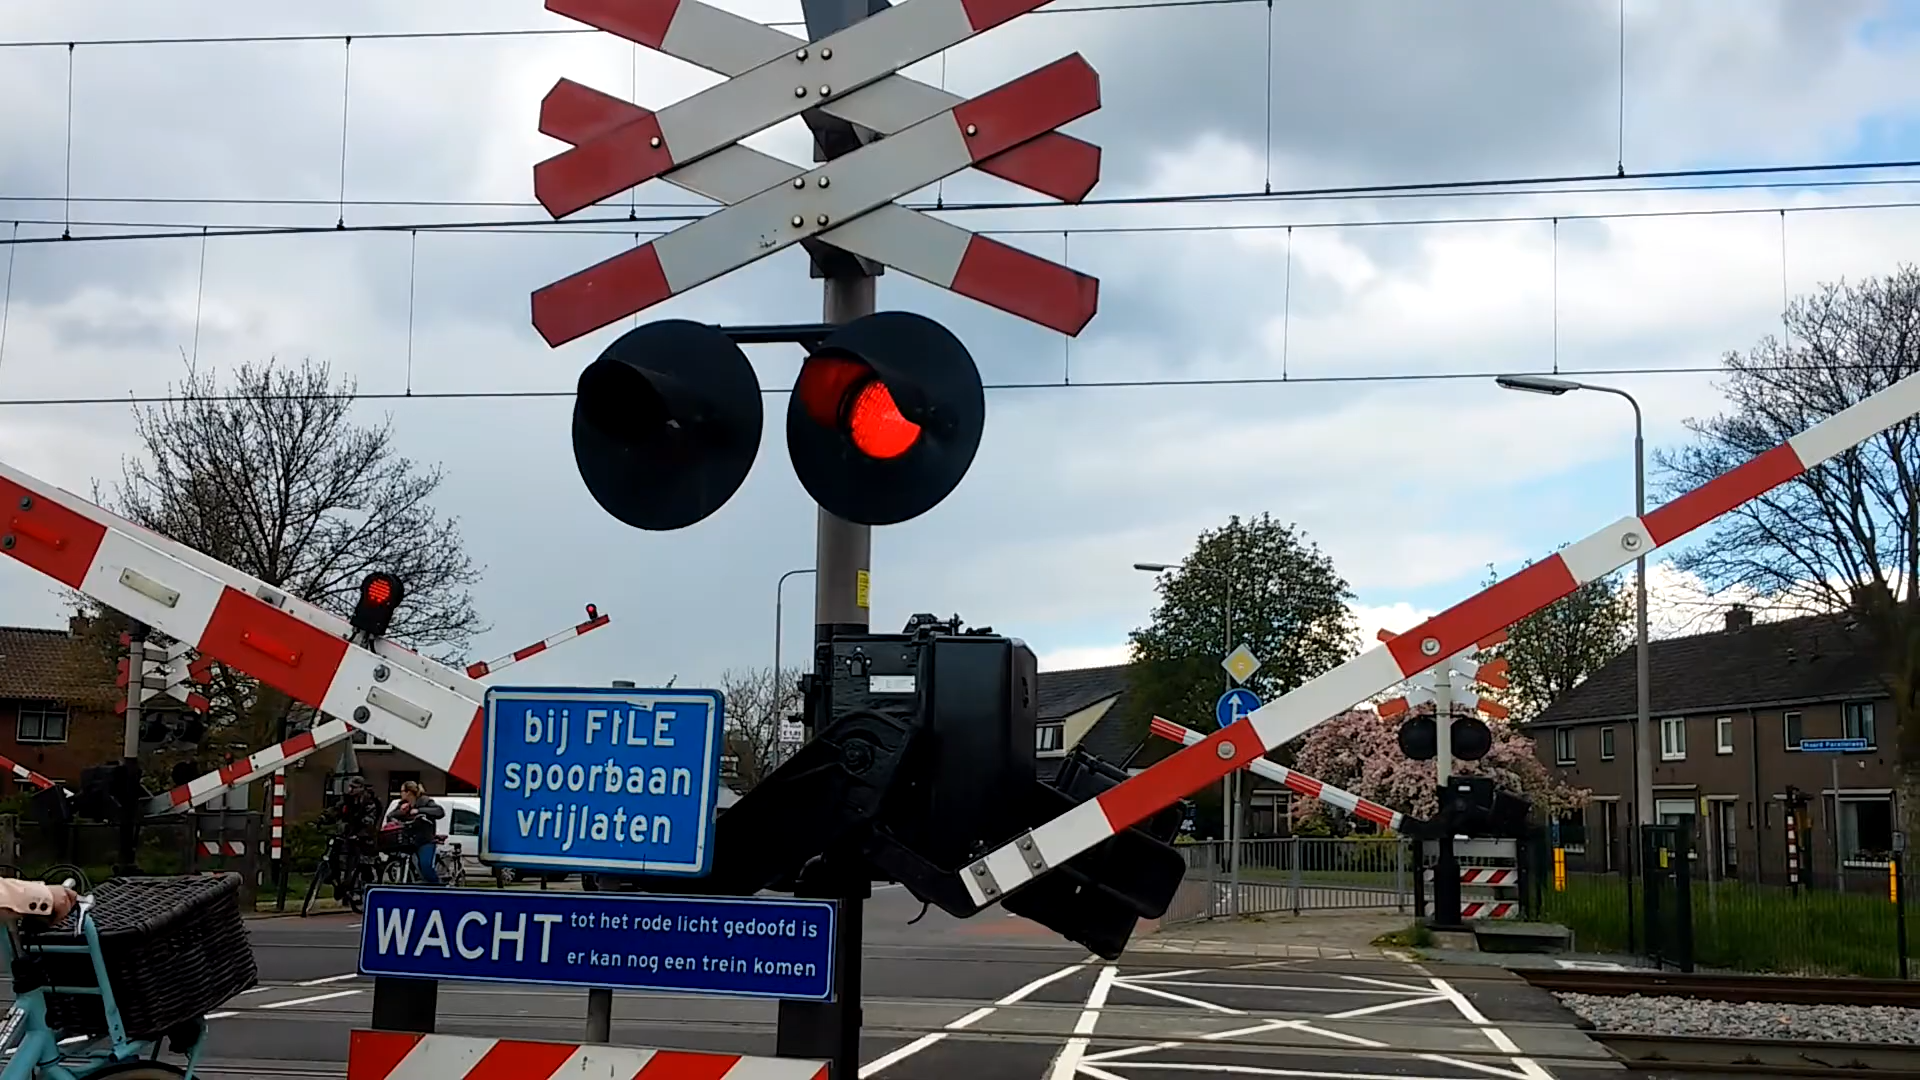 bij FILE
spoorbaan
vrijlaten
WACHT tot het rode licht gedoofd is
er kan nog een trein komen